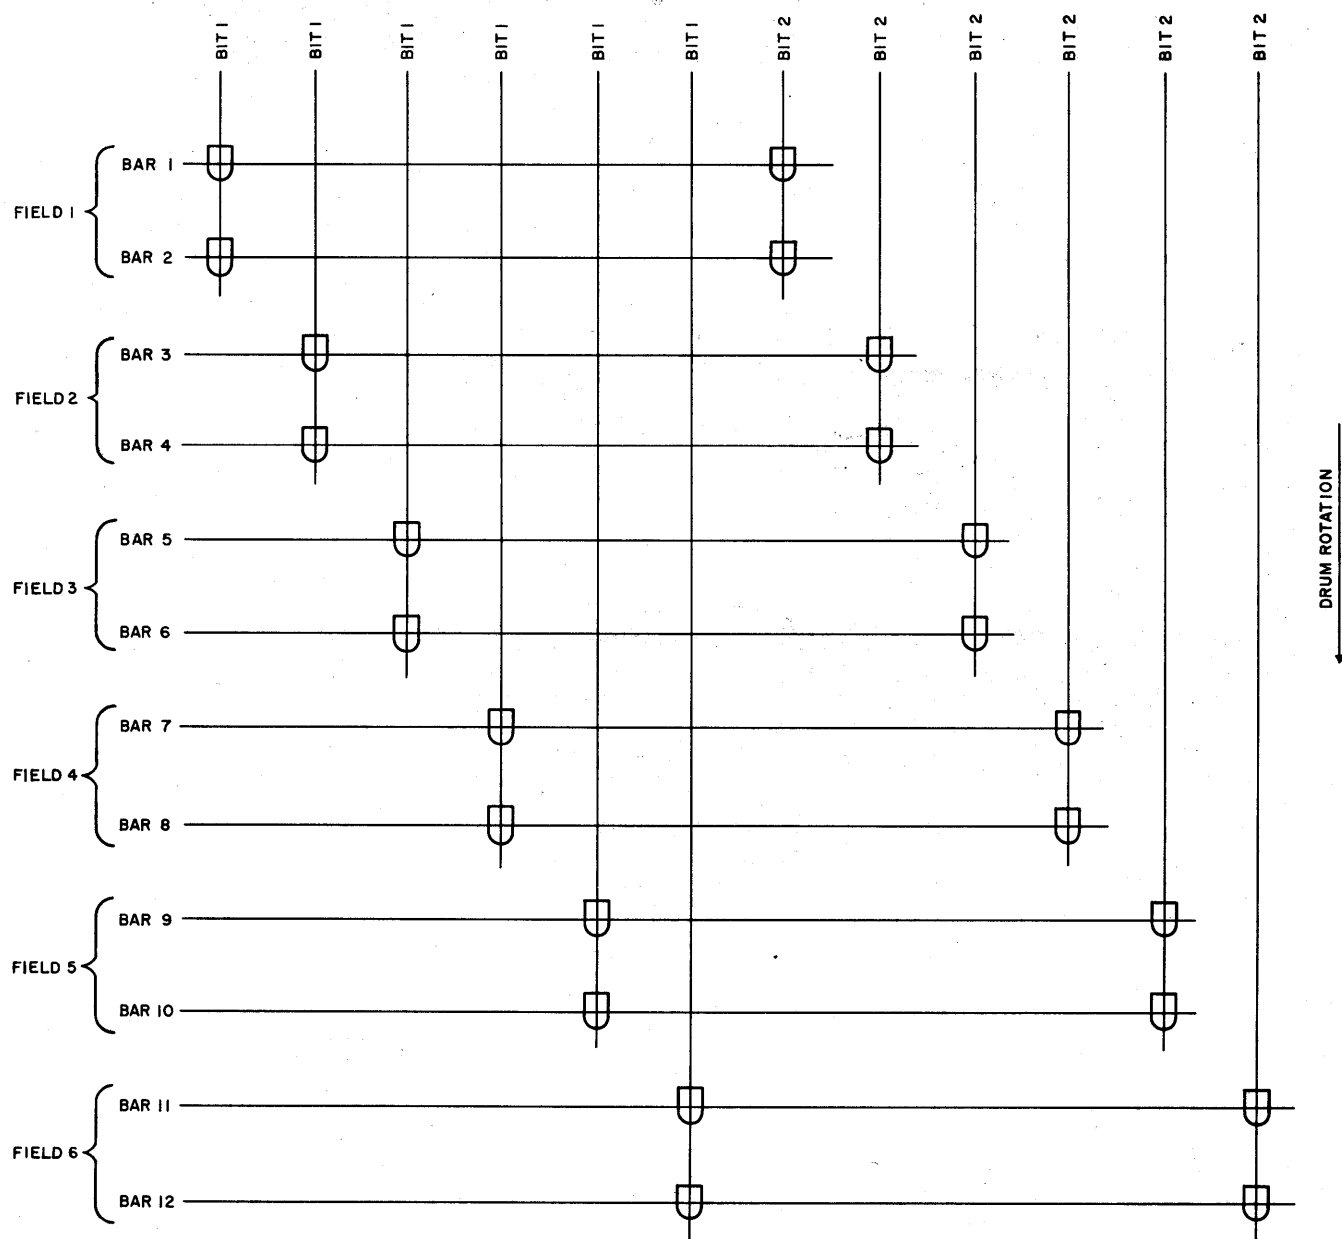 BIT 1
BIT 1
BIT 1
BIT 1
BIT 1
BIT 1
BIT 2
BIT 2
BIT 2
BIT 2
BIT 2
BIT 2
FIELD 1
BAR 1
BAR 2
FIELD 2
BAR 3
BAR 4
FIELD 3
BAR 5
BAR 6
FIELD 4
BAR 7
BAR 8
FIELD 5
BAR 9
BAR 10
FIELD 6
BAR 11
BAR 12
DRUM ROTATION